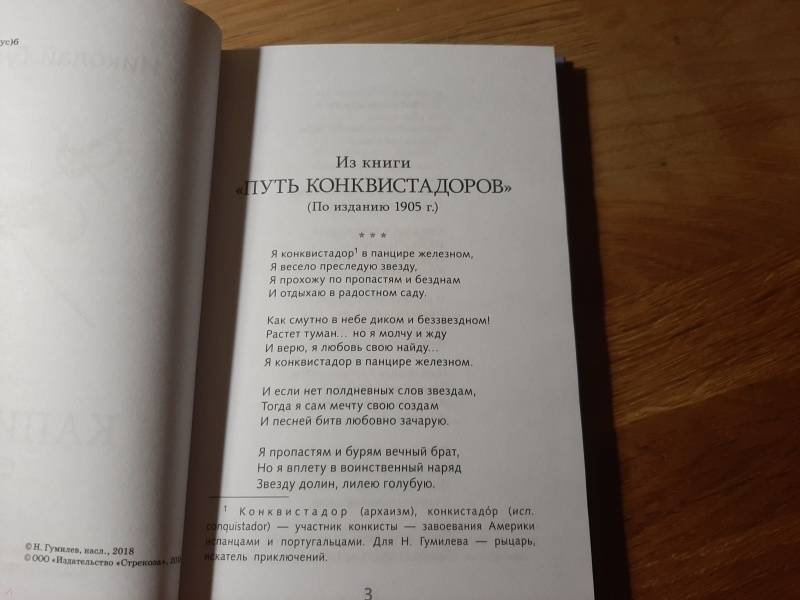 ус)6
Из книги
«ПУТЬ КОНКВИСТАДОРОВ»
(По изданию 1905 г.)
* * *
Я конквистадор¹ в панцире железном,
Я весело преследую звезду,
Я прохожу по пропастям и безднам
И отдыхаю в радостном саду.
Как смутно в небе диком и беззвездном!
Растет туман... но я молчу и жду
И верю, я любовь свою найду...
Я конквистадор в панцире железном.
И если нет полдневных слов звездам,
Тогда я сам мечту свою создам
И песней битв любовно зачарую.
Я пропастям и бурям вечный брат,
Но я вплету в воинственный наряд
Звезду долин, лилею голубую.
¹ Конквистадор (архаизм), конкистадо́р (исп.
conquistador) — участник конкисты — завоевания Америки
испанцами и португальцами. Для Н. Гумилева — рыцарь,
искатель приключений.
3
© Н. Гумилев, насл., 2018
© ООО «Издательство «Стрекоза», 201